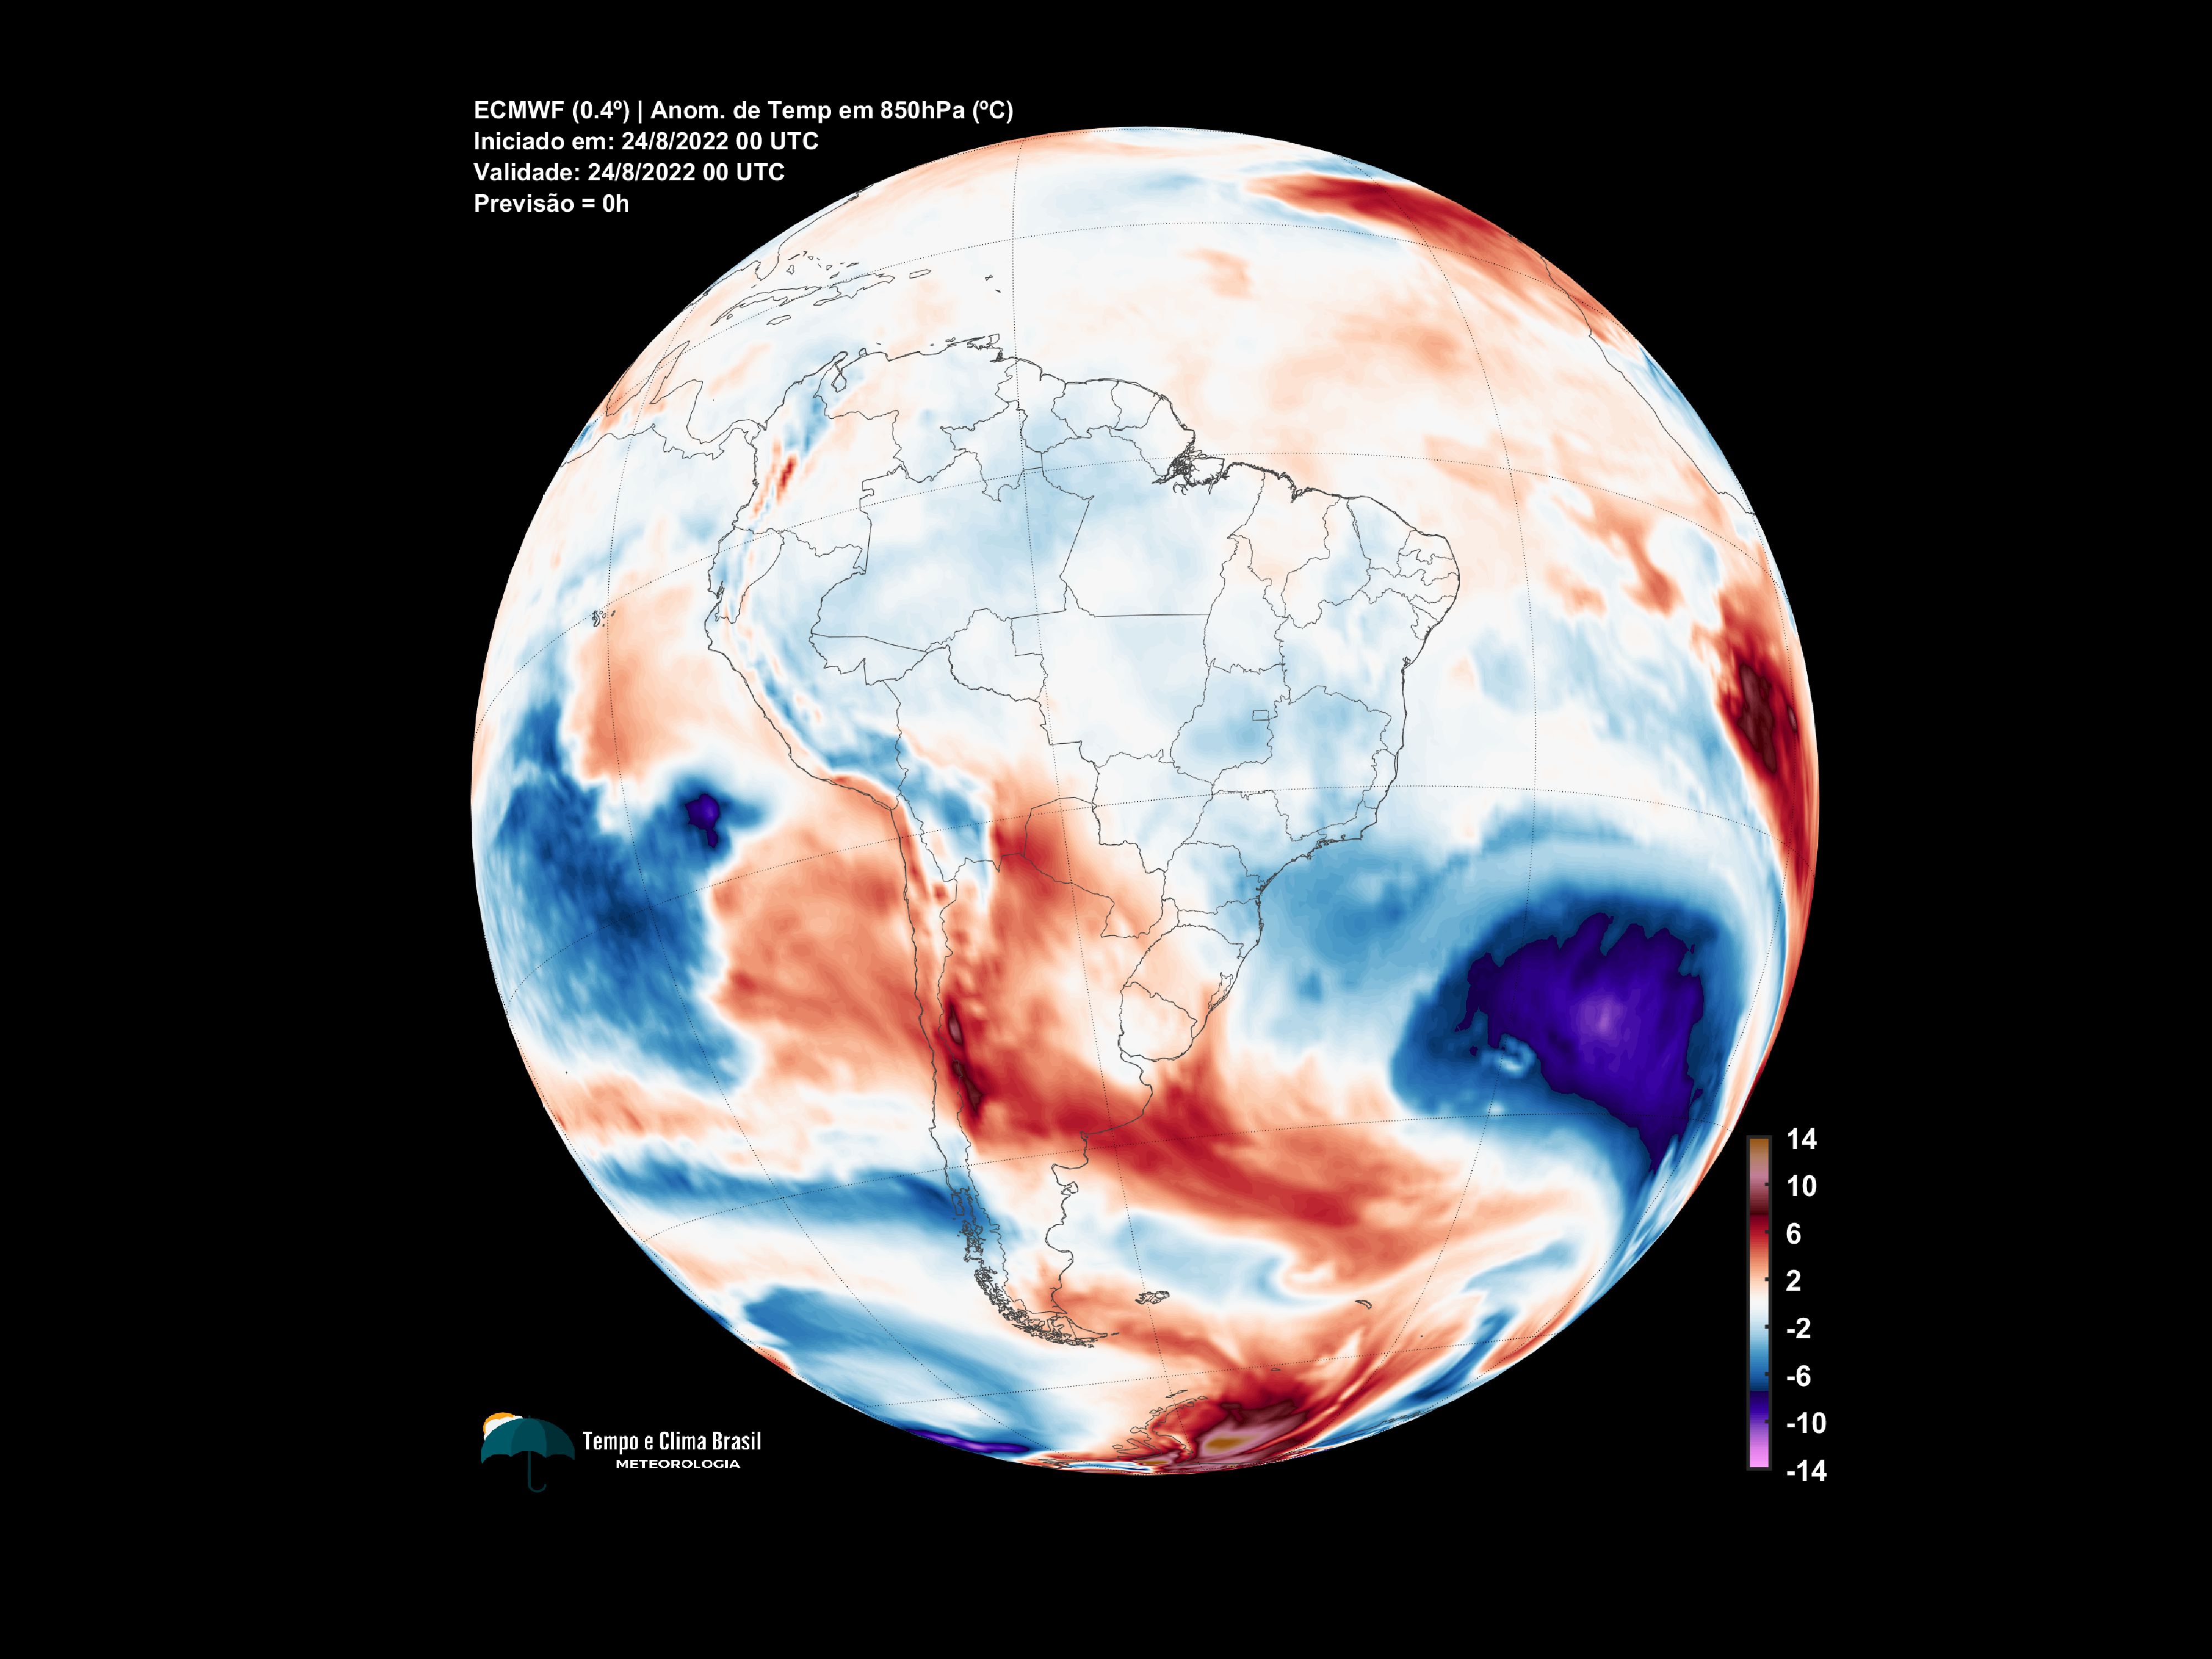 ECMWF (0.4º) | Anom. de Temp em 850hPa (ºC)
Iniciado em: 24/8/2022 00 UTC
Validade: 24/8/2022 00 UTC
Previsão = 0h
14
10
6
2
-2
-6
-10
-14
Tempo e Clima Brasil
METEOROLOGIA